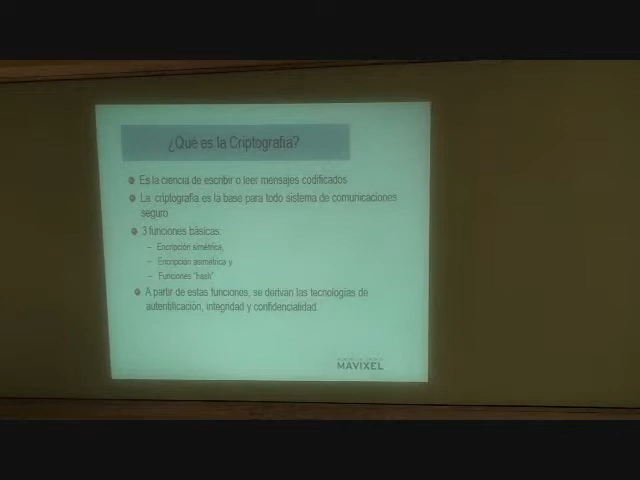 ¿Qué es la Criptografía?
Es la ciencia de escribir o leer mensajes codificados
La criptografía es la base para todo sistema de comunicaciones
seguro
3 funciones básicas:
– Encripción simétrica,
– Encripción asimétrica y
– Funciones "hash"
A partir de estas funciones, se derivan las tecnologías de
autentificación, integridad y confidencialidad.
MAVIXEL